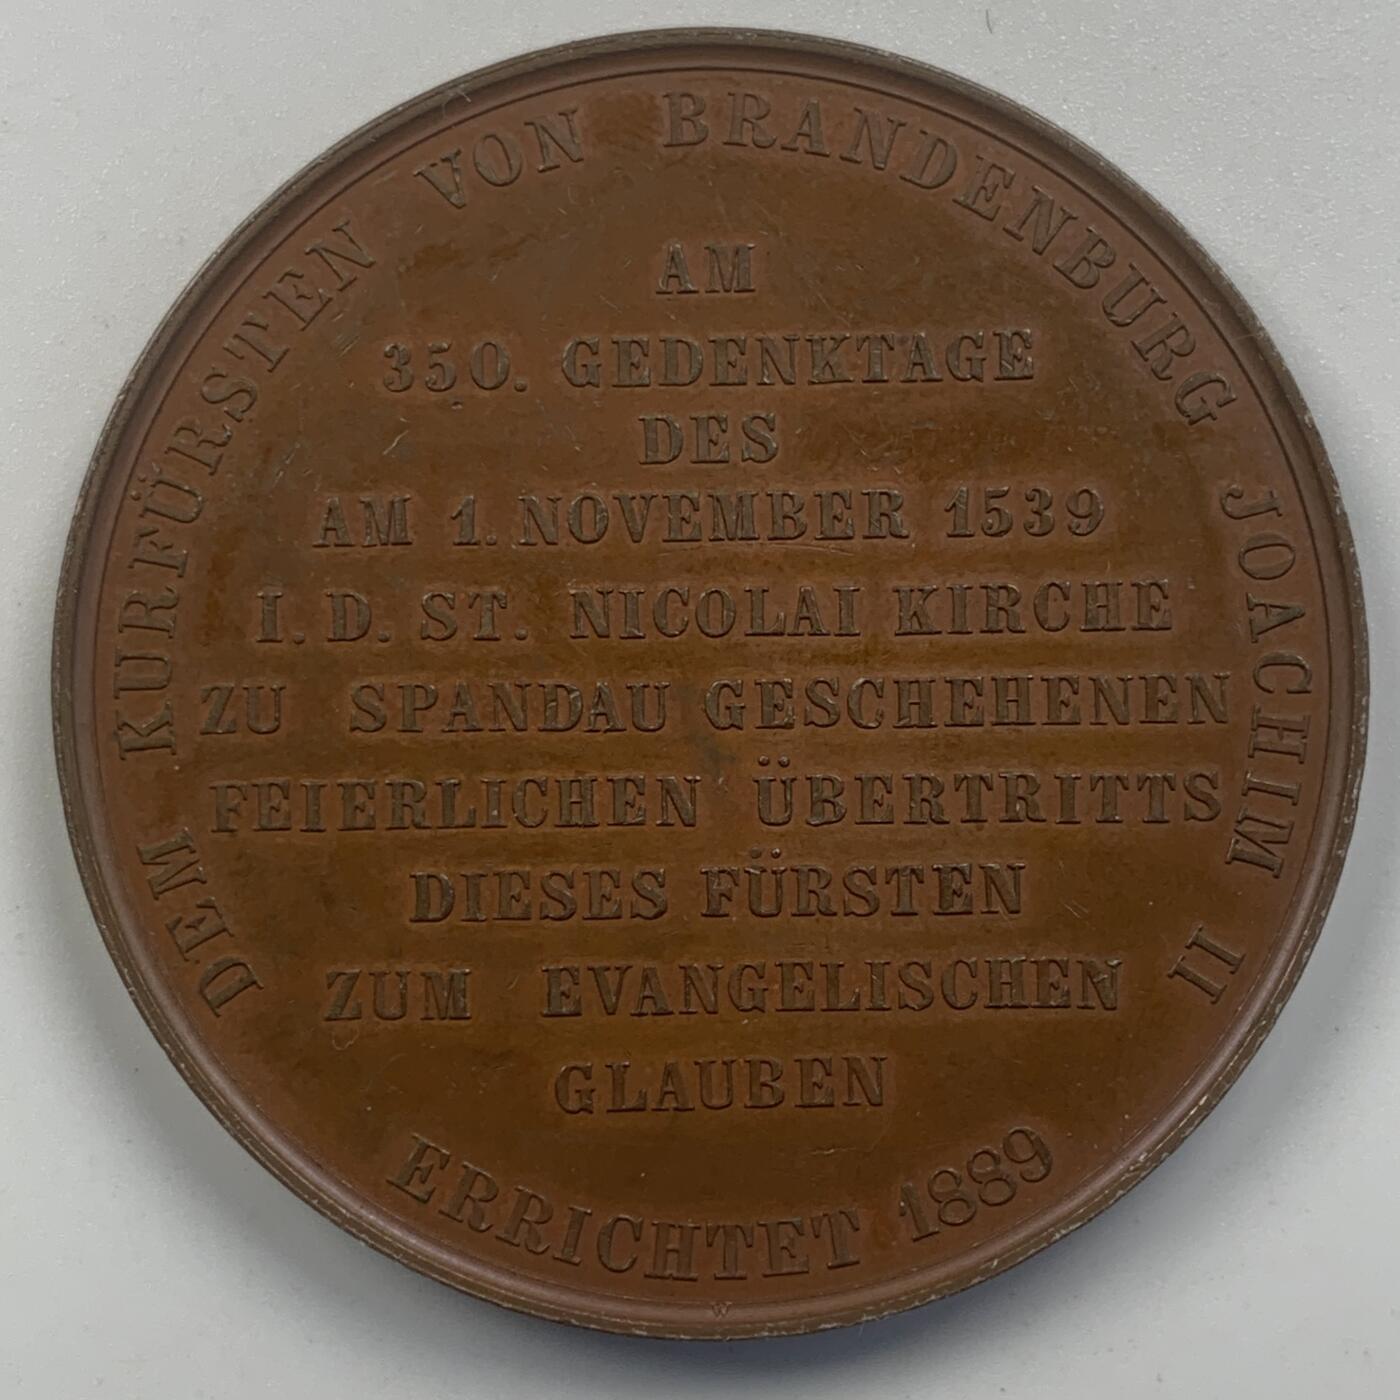 DEM KURFÜRSTEN VON BRANDENBURG JOACHIM II
AM
350. GEDENKTAGE
DES
AM 1. NOVEMBER 1539
I. D. ST. NICOLAI KIRCHE
ZU SPANDAU GESCHEHENEN
FEIERLICHEN ÜBERTRITTS
DIESES FÜRSTEN
ZUM EVANGELISCHEN
GLAUBEN
ERRICHTET 1889
W